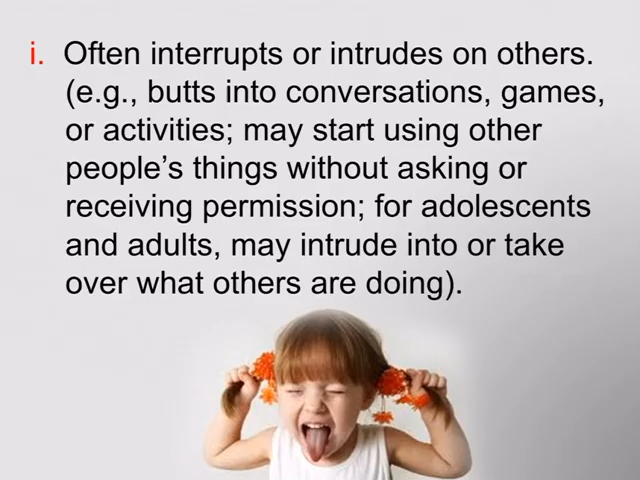 i. Often interrupts or intrudes on others.
(e.g., butts into conversations, games,
or activities; may start using other
people’s things without asking or
receiving permission; for adolescents
and adults, may intrude into or take
over what others are doing).